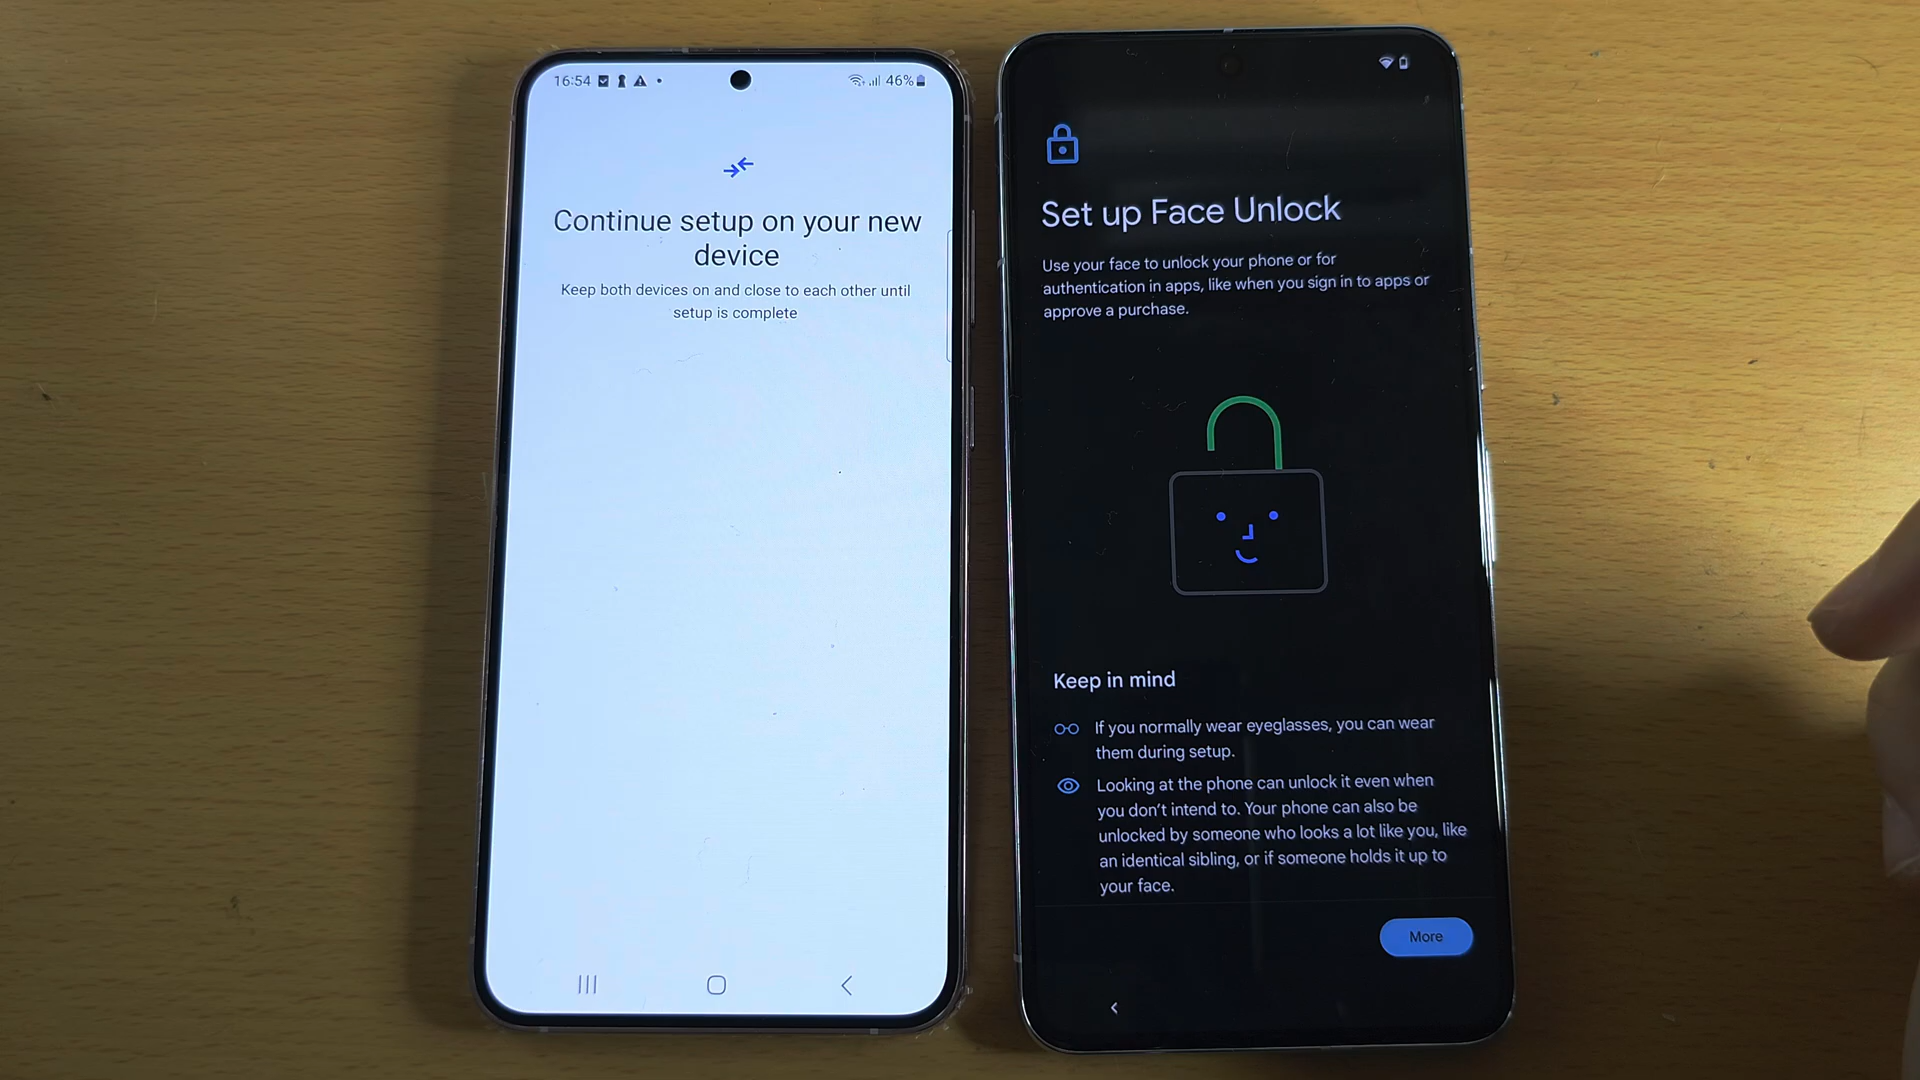 16:54
46%
Continue setup on your new
device
Keep both devices on and close to each other until
setup is complete
Set up Face Unlock
Use your face to unlock your phone or for
authentication in apps, like when you sign in to apps or
approve a purchase.
Keep in mind
If you normally wear eyeglasses, you can wear
them during setup.
Looking at the phone can unlock it even when
you don’t intend to. Your phone can also be
unlocked by someone who looks a lot like you, like
an identical sibling, or if someone holds it up to
your face.
More